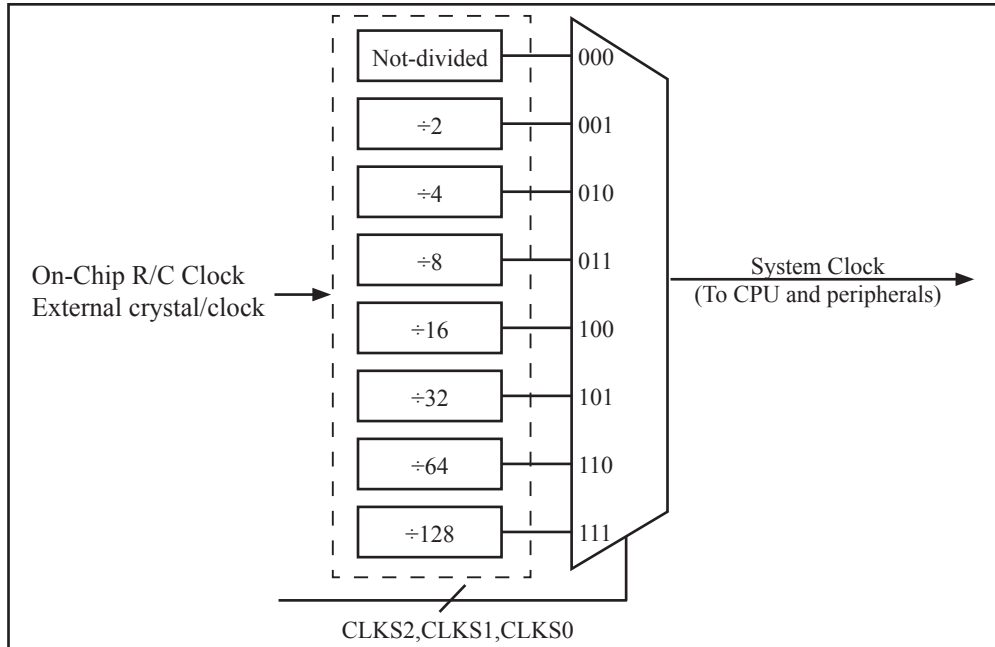 Not-divided
000
÷2
001
÷4
010
÷8
011
÷16
100
÷32
101
÷64
110
÷128
111
On-Chip R/C Clock
External crystal/clock
System Clock
(To CPU and peripherals)
CLKS2,CLKS1,CLKS0